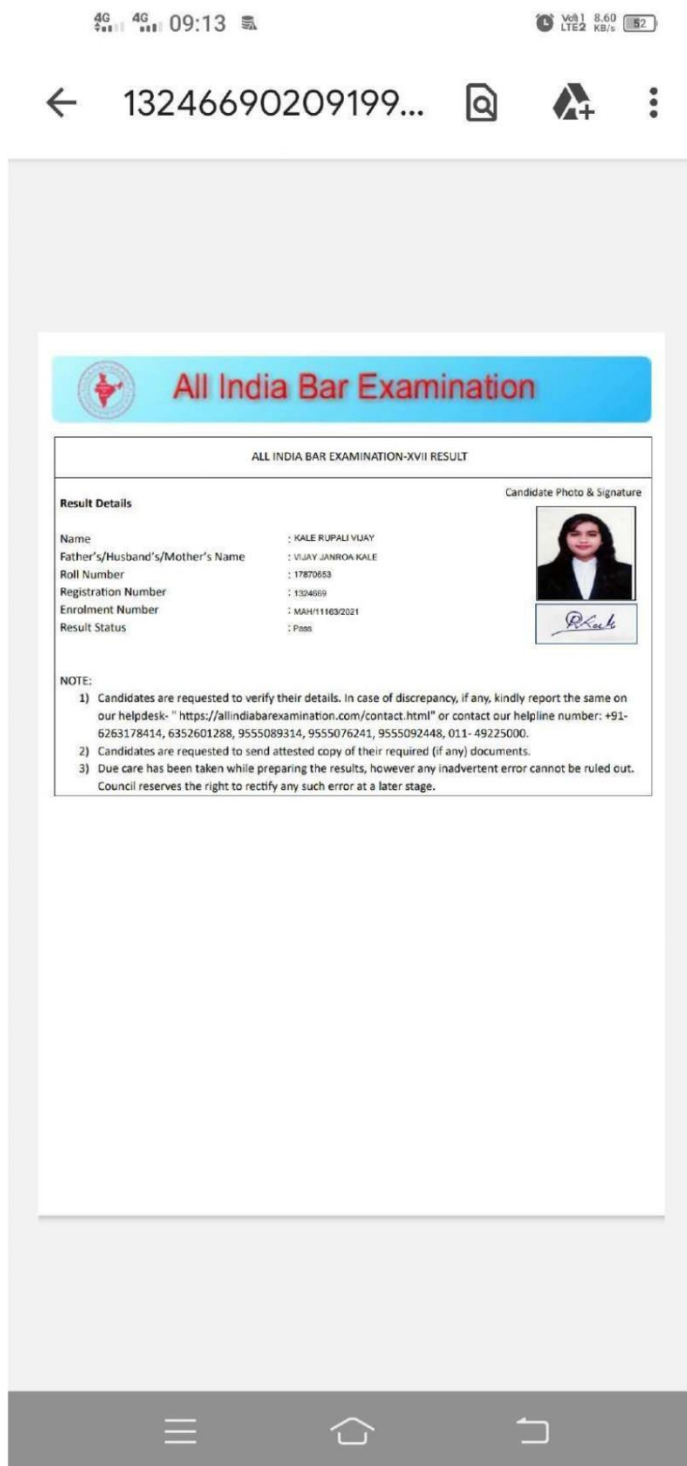 4G 4G 09:13 VoI) 1 LTE2 8.60 KB/s 52
13246690209199...
All India Bar Examination
ALL INDIA BAR EXAMINATION-XVII RESULT
Candidate Photo & Signature
Result Details
Name : KALE RUPALI VIJAY
Father's/Husband's/Mother's Name : VIJAY JANROA KALE
Roll Number : 17870653
Registration Number : 1324669
Enrolment Number : MAH/11163/2021
Result Status : Pass
RKale
NOTE:
1) Candidates are requested to verify their details. In case of discrepancy, if any, kindly report the same on
our helpdesk- " https://allindiabarexamination.com/contact.html" or contact our helpline number: +91-
6263178414, 6352601288, 9555089314, 9555076241, 9555092448, 011- 49225000.
2) Candidates are requested to send attested copy of their required (if any) documents.
3) Due care has been taken while preparing the results, however any inadvertent error cannot be ruled out.
Council reserves the right to rectify any such error at a later stage.